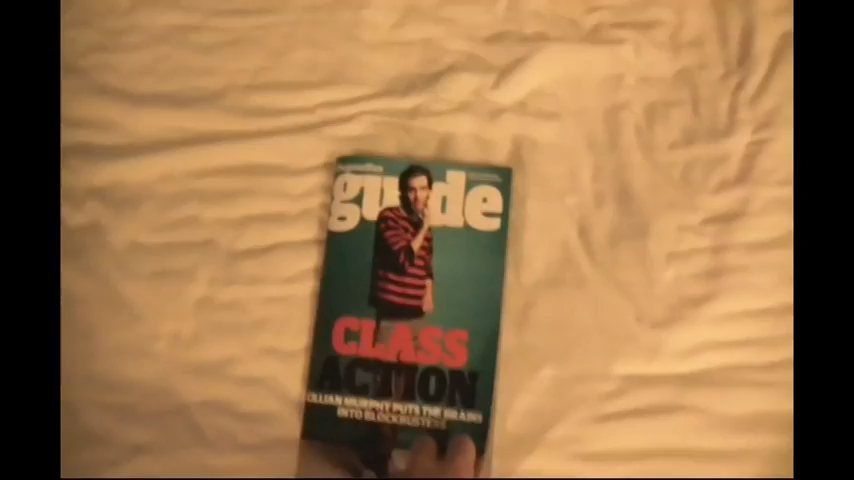 guide
CLASS
ACTION
CILLIAN MURPHY PUTS THE BRAINS
INTO BLOCKBUSTERS